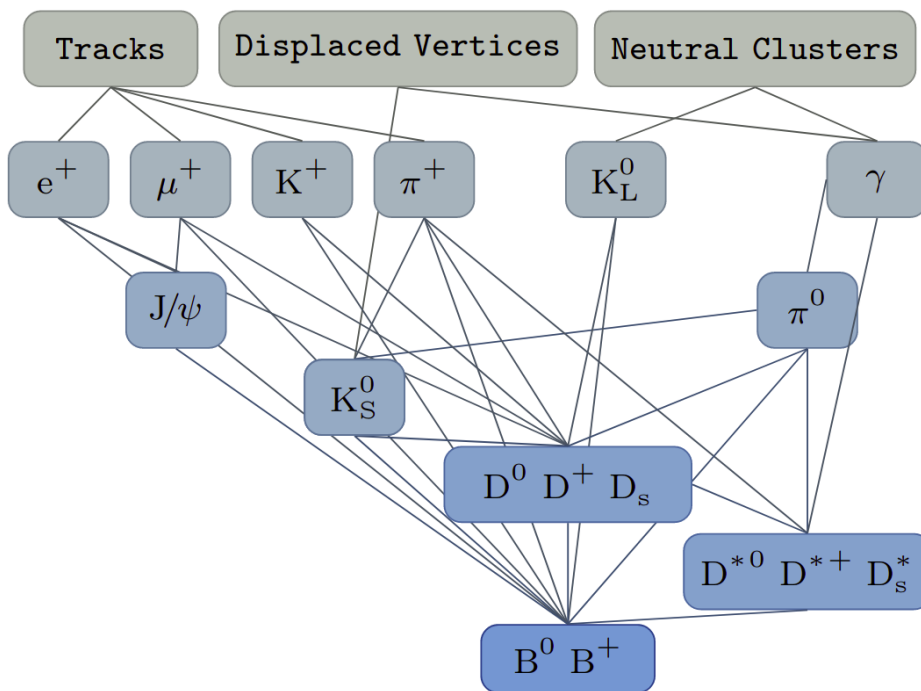 Tracks Displaced Vertices Neutral Clusters
e⁺ μ⁺ K⁺ π⁺ K⁰_L γ
J/ψ π⁰
K⁰_S
D⁰ D⁺ D_s
D*⁰ D*⁺ D*_s
B⁰ B⁺